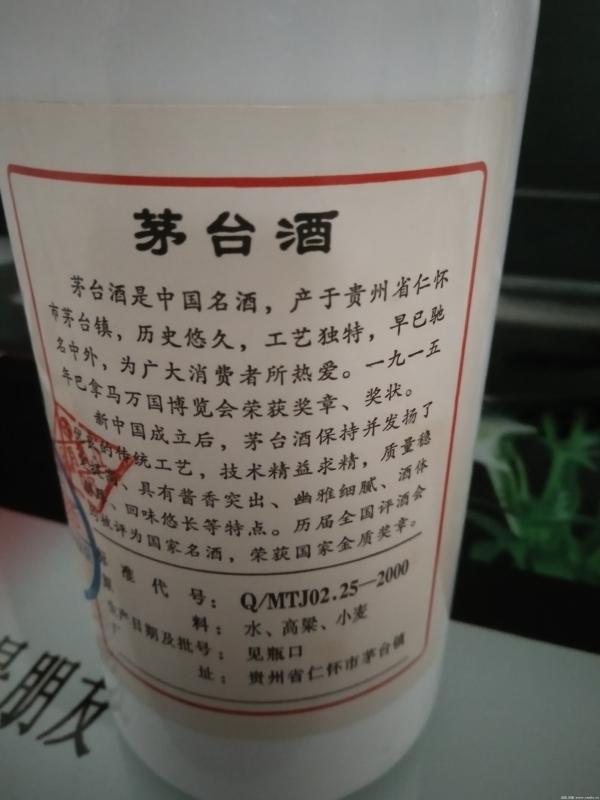 茅台酒
茅台酒是中国名酒，产于贵州省仁怀
市茅台镇，历史悠久，工艺独特，早已驰
名中外，为广大消费者所热爱。一九一五
年巴拿马万国博览会荣获奖章、奖状。
新中国成立后，茅台酒保持并发扬了
的传统工艺，技术精益求精，质量稳
、具有酱香突出、幽雅细腻、酒体
、回味悠长等特点。历届全国评酒会
被评为国家名酒，荣获国家金质奖章。
标准代号：Q/MTJ02.25—2000
料：水、高粱、小麦
生产日期及批号：见瓶口
址：贵州省仁怀市茅台镇
是朋友